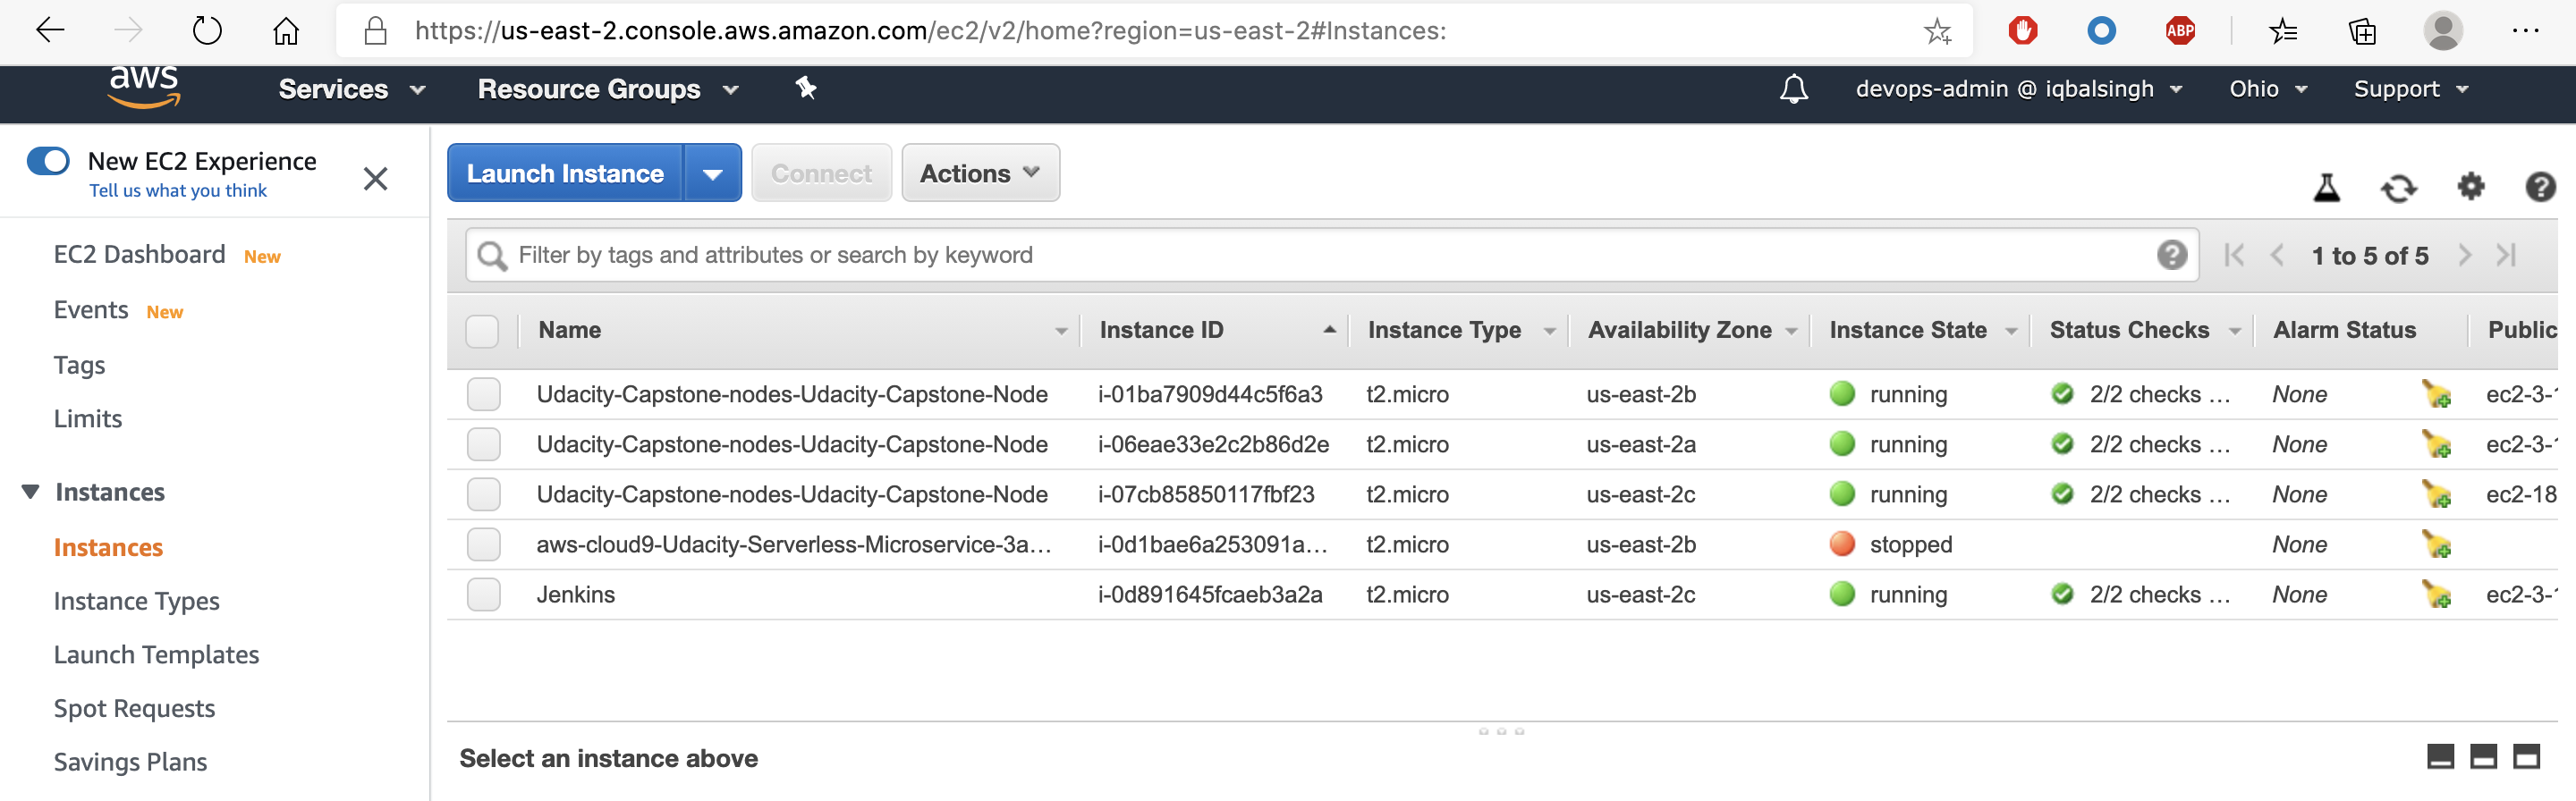 https://us-east-2.console.aws.amazon.com/ec2/v2/home?region=us-east-2#Instances:
ABP
aws Services Resource Groups devops-admin @ iqbalsingh Ohio Support
New EC2 Experience
Tell us what you think
Launch Instance Connect Actions
EC2 Dashboard New
Events New
Tags
Limits
Instances
Instances
Instance Types
Launch Templates
Spot Requests
Savings Plans
Filter by tags and attributes or search by keyword 1 to 5 of 5
Name Instance ID Instance Type Availability Zone Instance State Status Checks Alarm Status Public
Udacity-Capstone-nodes-Udacity-Capstone-Node i-01ba7909d44c5f6a3 t2.micro us-east-2b running 2/2 checks ... None ec2-3-1
Udacity-Capstone-nodes-Udacity-Capstone-Node i-06eae33e2c2b86d2e t2.micro us-east-2a running 2/2 checks ... None ec2-3-1
Udacity-Capstone-nodes-Udacity-Capstone-Node i-07cb85850117fbf23 t2.micro us-east-2c running 2/2 checks ... None ec2-18
aws-cloud9-Udacity-Serverless-Microservice-3a... i-0d1bae6a253091a... t2.micro us-east-2b stopped None
Jenkins i-0d891645fcaeb3a2a t2.micro us-east-2c running 2/2 checks ... None ec2-3-1
Select an instance above